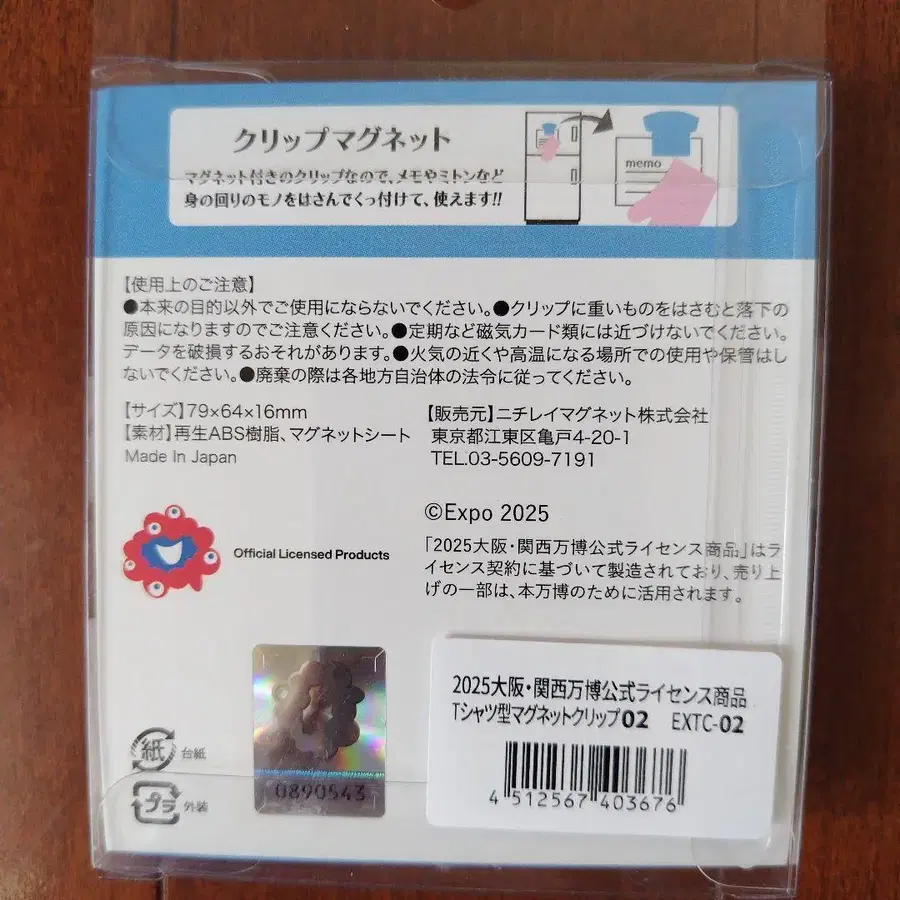 クリップマグネット
マグネット付きのクリップなので、メモやミトンなど
身の回りのモノをはさんでくっ付けて、使えます!!
memo
【使用上のご注意】
●本来の目的以外でご使用にならないでください。●クリップに重いものをはさむと落下の
原因になりますのでご注意ください。●定期など磁気カード類には近づけないでください。
データを破損するおそれがあります。●火気の近くや高温になる場所での使用や保管はし
ないでください。●廃棄の際は各地方自治体の法令に従ってください。
【サイズ】79×64×16mm
【素材】再生ABS樹脂、マグネットシート
Made In Japan
【販売元】ニチレイマグネット株式会社
東京都江東区亀戸4-20-1
TEL.03-5609-7191
©Expo 2025
「2025大阪・関西万博公式ライセンス商品」はラ
イセンス契約に基づいて製造されており、売り上
げの一部は、本万博のために活用されます。
Official Licensed Products
0890543
紙 台紙
プラ 外装
2025大阪・関西万博公式ライセンス商品
Tシャツ型マグネットクリップ02 EXTC-02
4 512567 403676